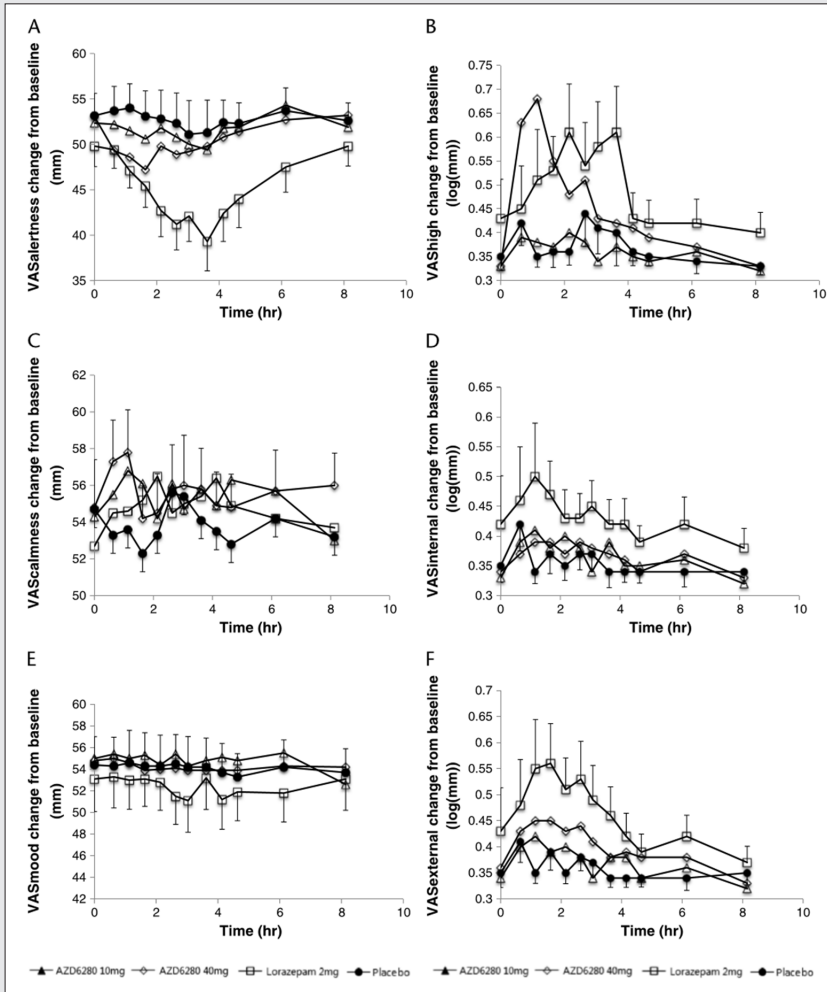 A
VASalertness change from baseline
(mm)
60
55
50
45
40
35
0 2 4 6 8 10
Time (hr)
B
VAShigh change from baseline
(log(mm))
0.75
0.7
0.65
0.6
0.55
0.5
0.45
0.4
0.35
0.3
0 2 4 6 8 10
Time (hr)
C
VAScalmness change from baseline
(mm)
62
60
58
56
54
52
50
0 2 4 6 8 10
Time (hr)
D
VASinternal change from baseline
(log(mm))
0.65
0.6
0.55
0.5
0.45
0.4
0.35
0.3
0 2 4 6 8 10
Time (hr)
E
VASmood change from baseline
(mm)
60
58
56
54
52
50
48
46
44
42
0 2 4 6 8 10
Time (hr)
F
VASexternal change from baseline
(log(mm))
0.7
0.65
0.6
0.55
0.5
0.45
0.4
0.35
0.3
0 2 4 6 8 10
Time (hr)
AZD6280 10mg AZD6280 40mg Lorazepam 2mg Placebo
AZD6280 10mg AZD6280 40mg Lorazepam 2mg Placebo